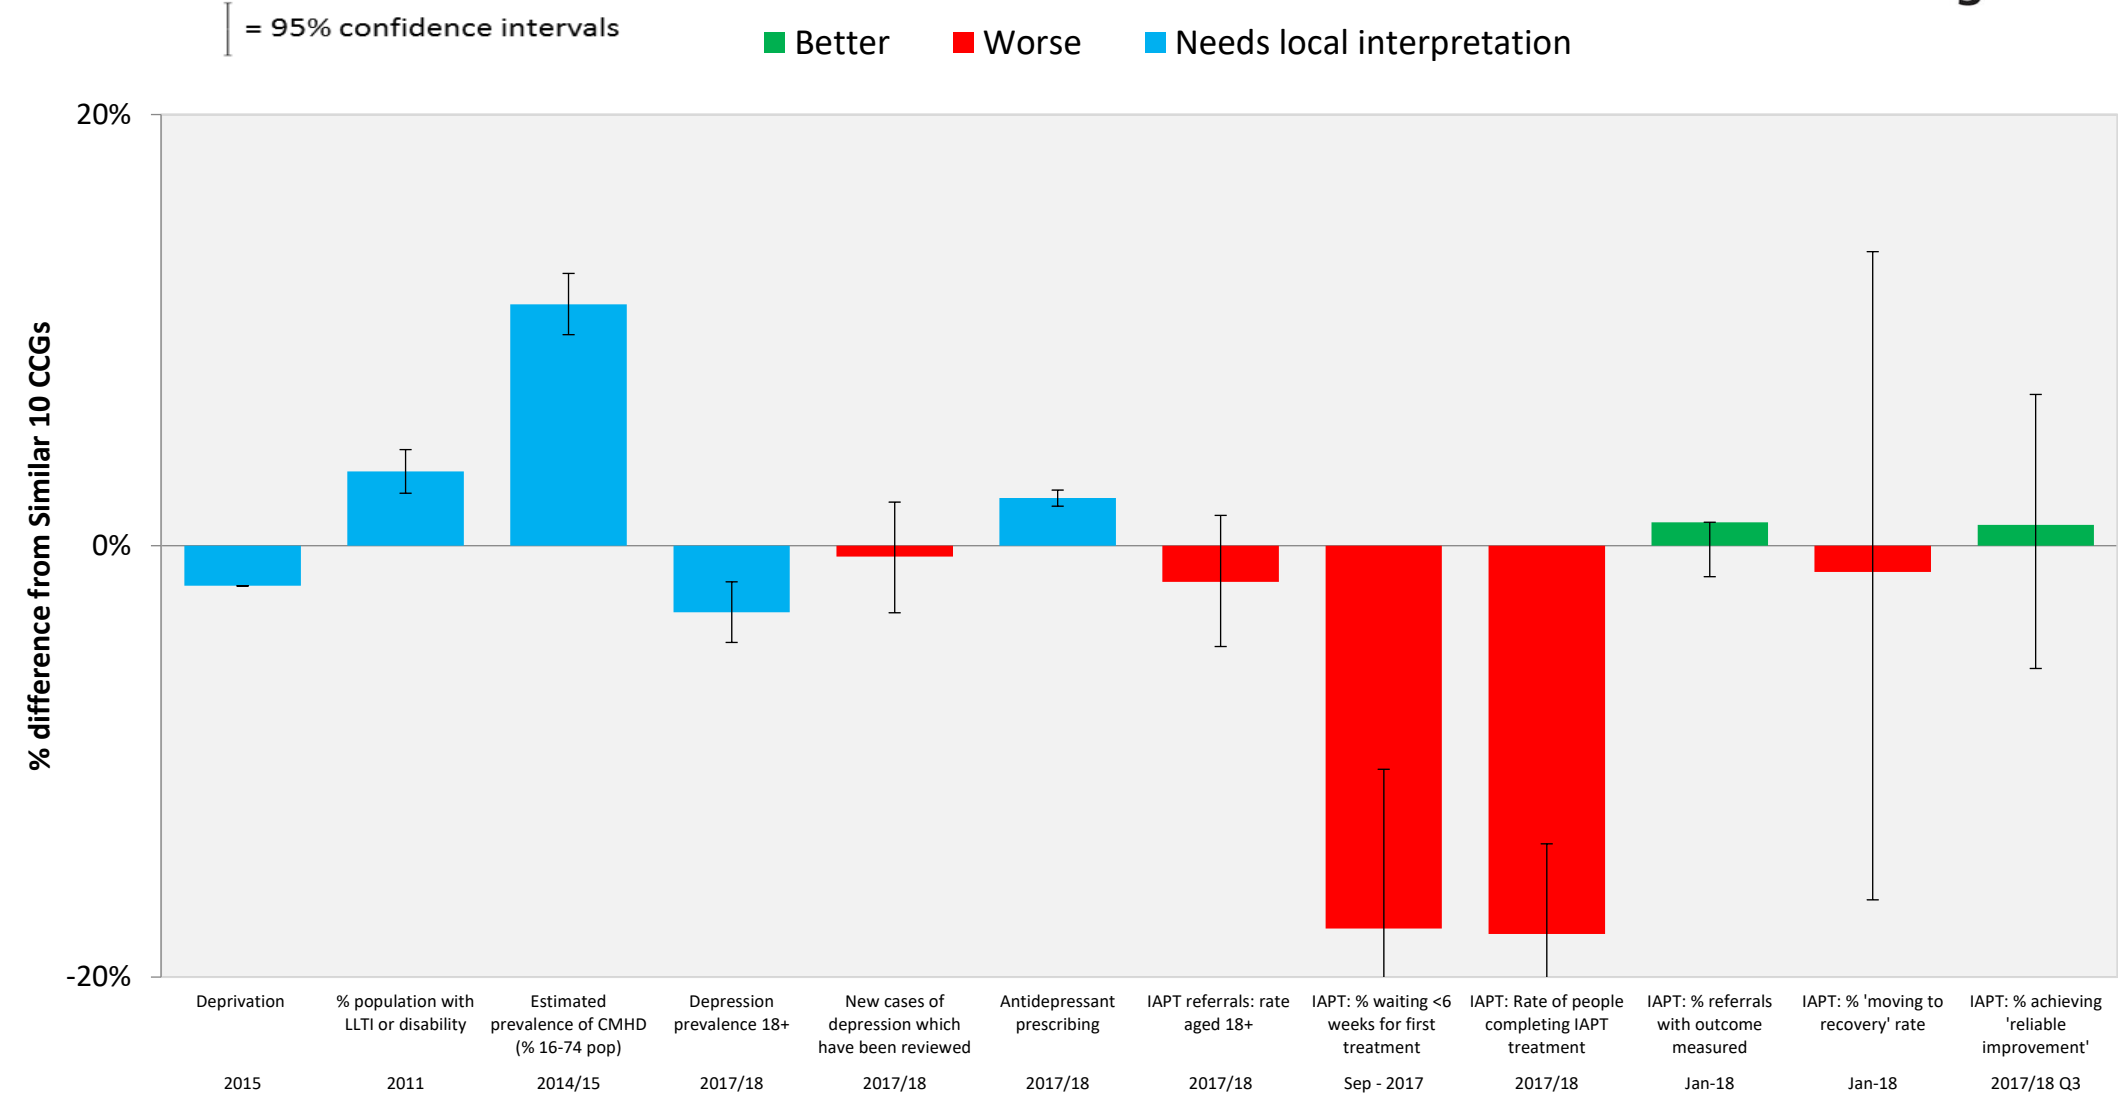 = 95% confidence intervals
Better
Worse
Needs local interpretation
20%
0%
-20%
% difference from Similar 10 CCGs
Deprivation
2015
% population with
LLTI or disability
2011
Estimated
prevalence of CMHD
(% 16-74 pop)
2014/15
Depression
prevalence 18+
2017/18
New cases of
depression which
have been reviewed
2017/18
Antidepressant
prescribing
2017/18
IAPT referrals: rate
aged 18+
2017/18
IAPT: % waiting <6
weeks for first
treatment
Sep - 2017
IAPT: Rate of people
completing IAPT
treatment
2017/18
IAPT: % referrals
with outcome
measured
Jan-18
IAPT: % 'moving to
recovery' rate
Jan-18
IAPT: % achieving
'reliable
improvement'
2017/18 Q3